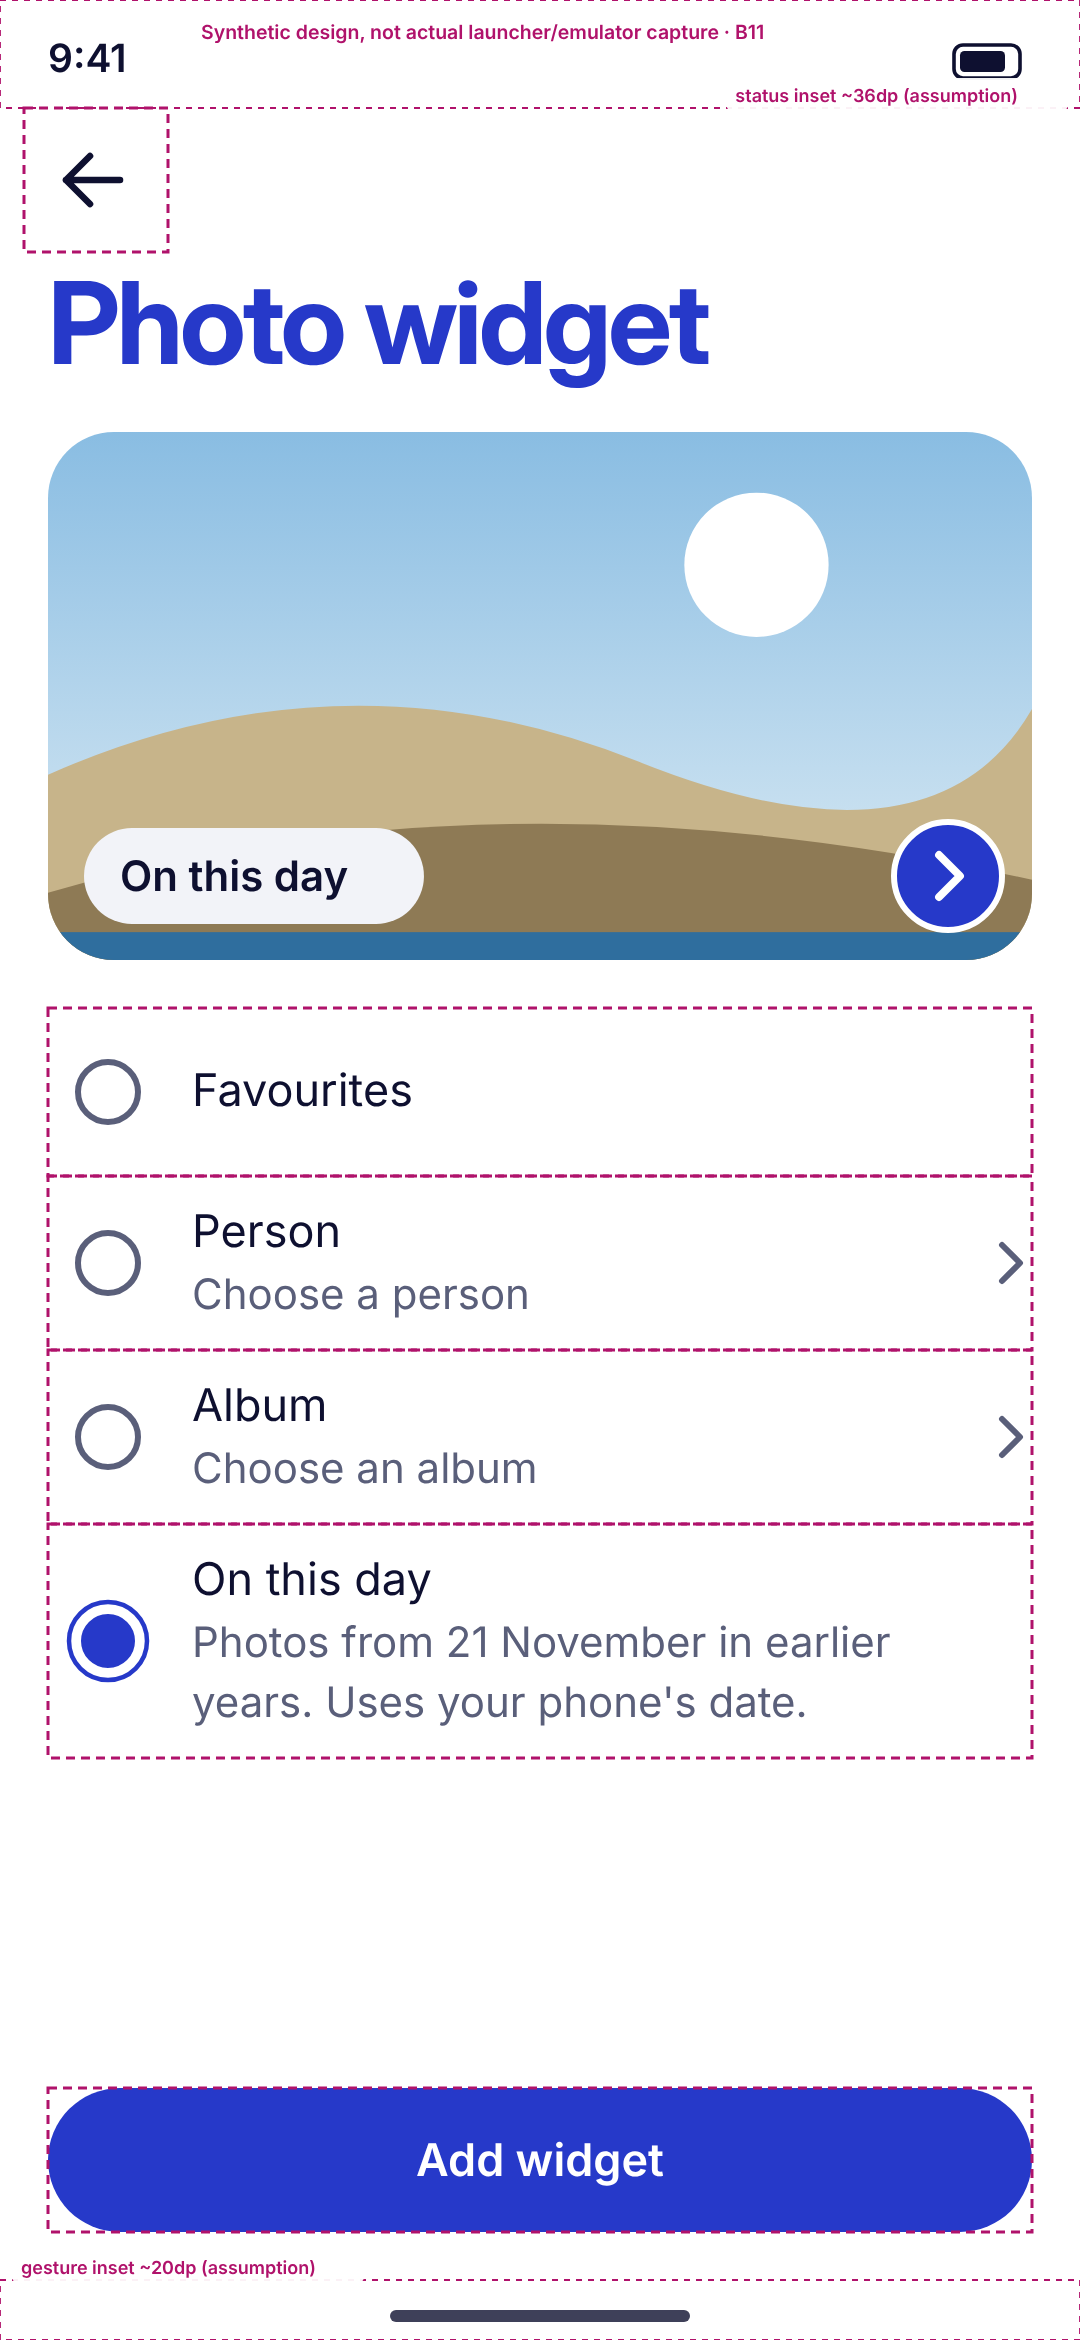 Synthetic design, not actual launcher/emulator capture · B11
9:41
status inset ~36dp (assumption)
Photo widget
On this day
Favourites
Person
Choose a person
Album
Choose an album
On this day
Photos from 21 November in earlier
years. Uses your phone's date.
Add widget
gesture inset ~20dp (assumption)